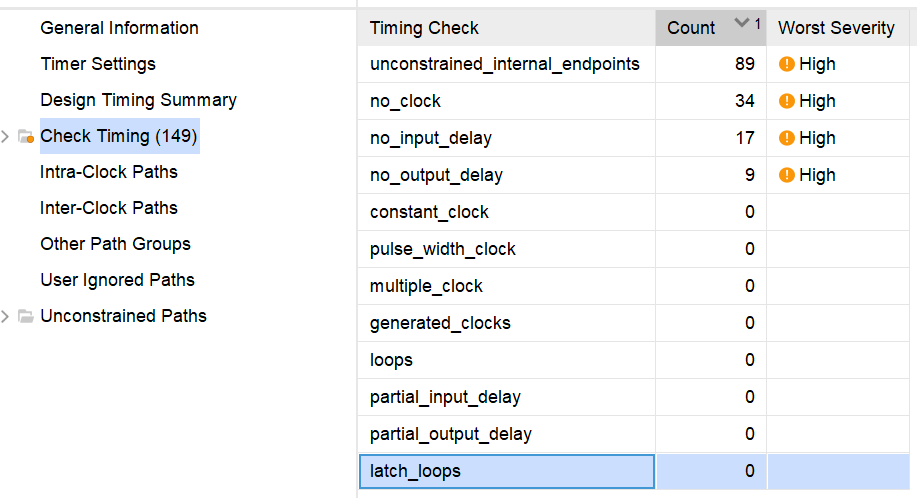 General Information
Timer Settings
Design Timing Summary
Check Timing (149)
Intra-Clock Paths
Inter-Clock Paths
Other Path Groups
User Ignored Paths
Unconstrained Paths
Timing Check Count 1 Worst Severity
unconstrained_internal_endpoints 89 High
no_clock 34 High
no_input_delay 17 High
no_output_delay 9 High
constant_clock 0
pulse_width_clock 0
multiple_clock 0
generated_clocks 0
loops 0
partial_input_delay 0
partial_output_delay 0
latch_loops 0